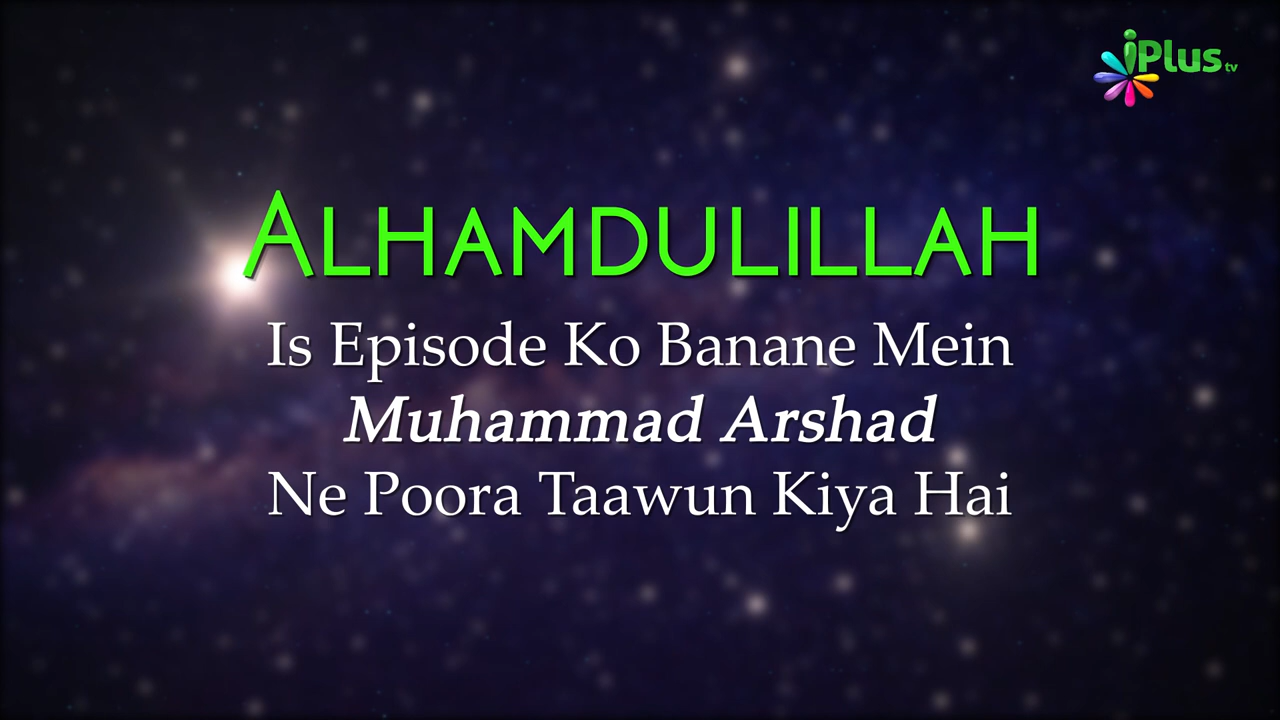 iPlus tv
ALHAMDULILLAH
Is Episode Ko Banane Mein
Muhammad Arshad
Ne Poora Taawun Kiya Hai